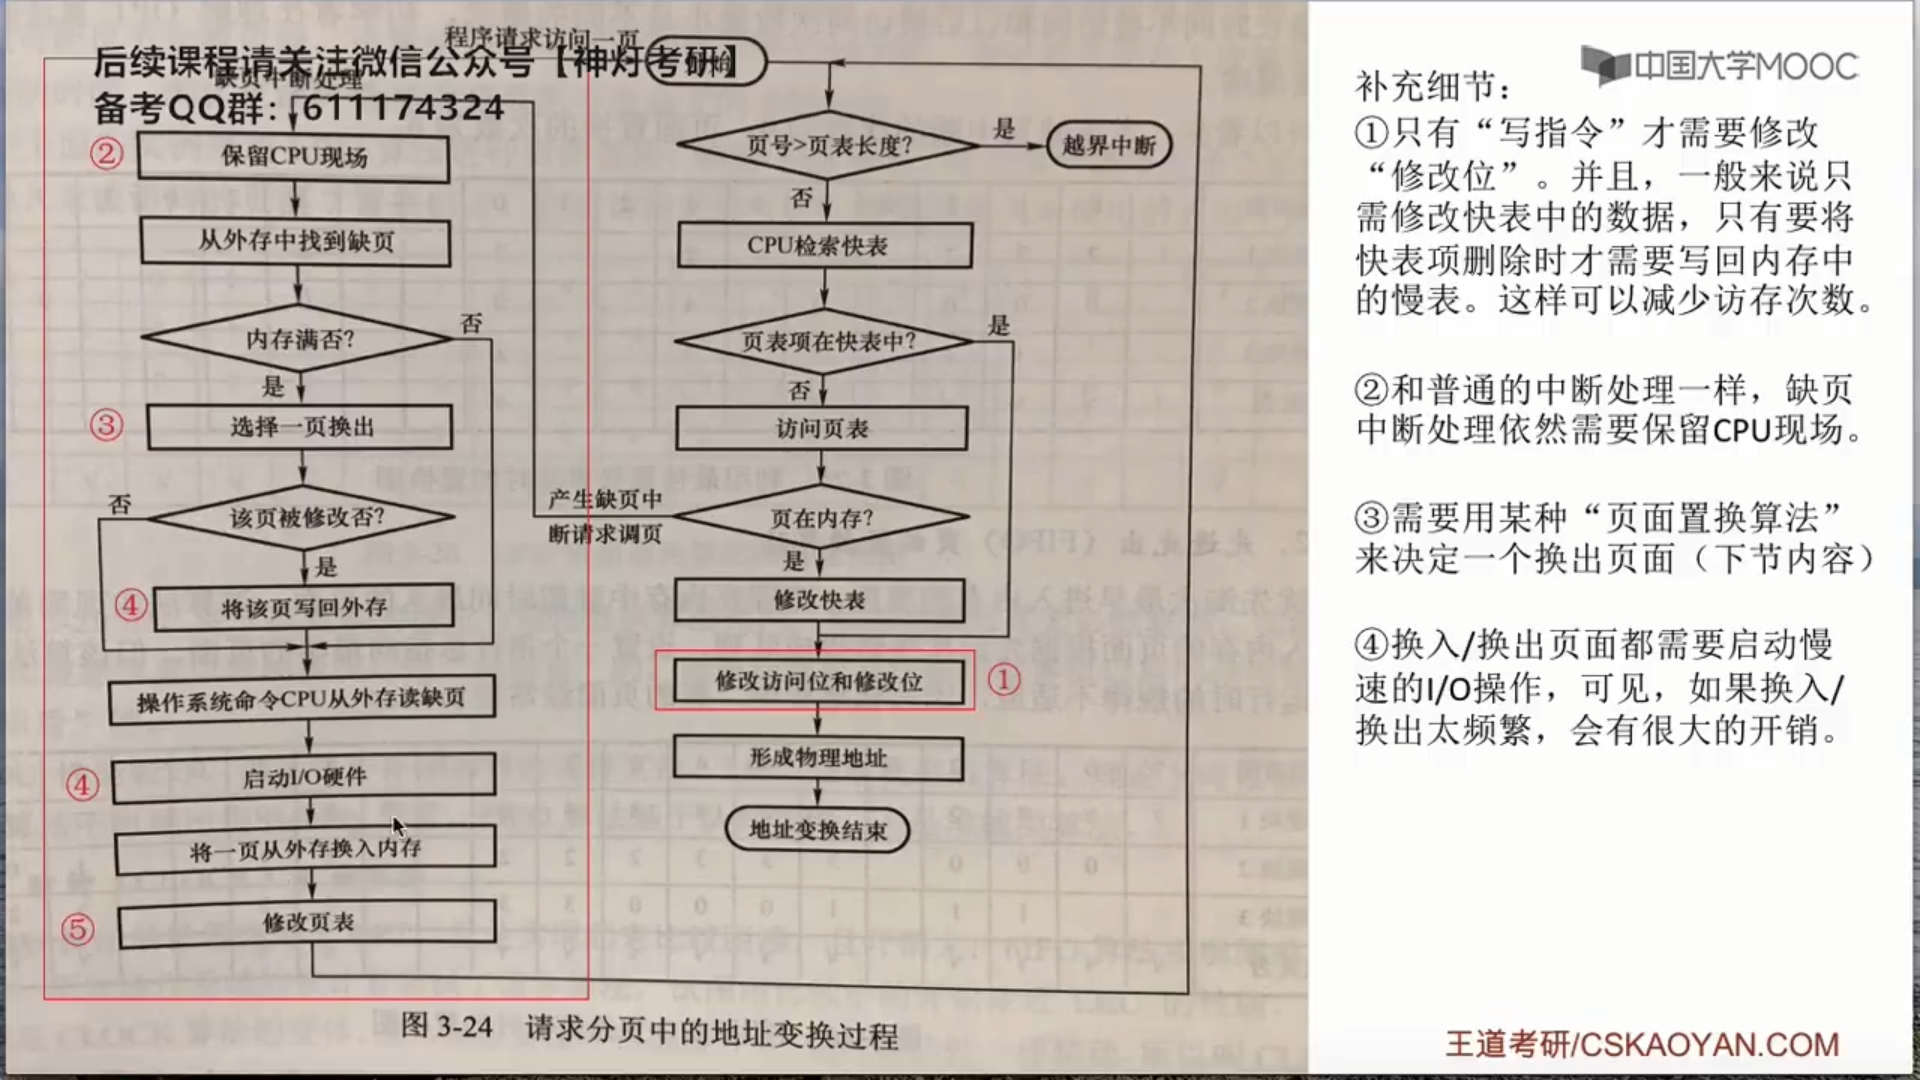 程序请求访问一页
后续课程请关注微信公众号【神灯考研】
开始
缺页中断处理
备考QQ群：611174324
② 保留CPU现场
从外存中找到缺页
内存满否?
否
是
③ 选择一页换出
否
该页被修改否?
是
④ 将该页写回外存
操作系统命令CPU从外存读缺页
④ 启动I/O硬件
将一页从外存换入内存
⑤ 修改页表
页号>页表长度?
是
越界中断
否
CPU检索快表
页表项在快表中?
是
否
访问页表
产生缺页中
断请求调页
页在内存?
是
修改快表
修改访问位和修改位 ①
形成物理地址
地址变换结束
图 3-24 请求分页中的地址变换过程
中国大学MOOC
补充细节：
①只有“写指令”才需要修改
“修改位”。并且，一般来说只
需修改快表中的数据，只有要将
快表项删除时才需要写回内存中
的慢表。这样可以减少访存次数。
②和普通的中断处理一样，缺页
中断处理依然需要保留CPU现场。
③需要用某种“页面置换算法”
来决定一个换出页面（下节内容）
④换入/换出页面都需要启动慢
速的I/O操作，可见，如果换入/
换出太频繁，会有很大的开销。
王道考研/CSKAOYAN.COM